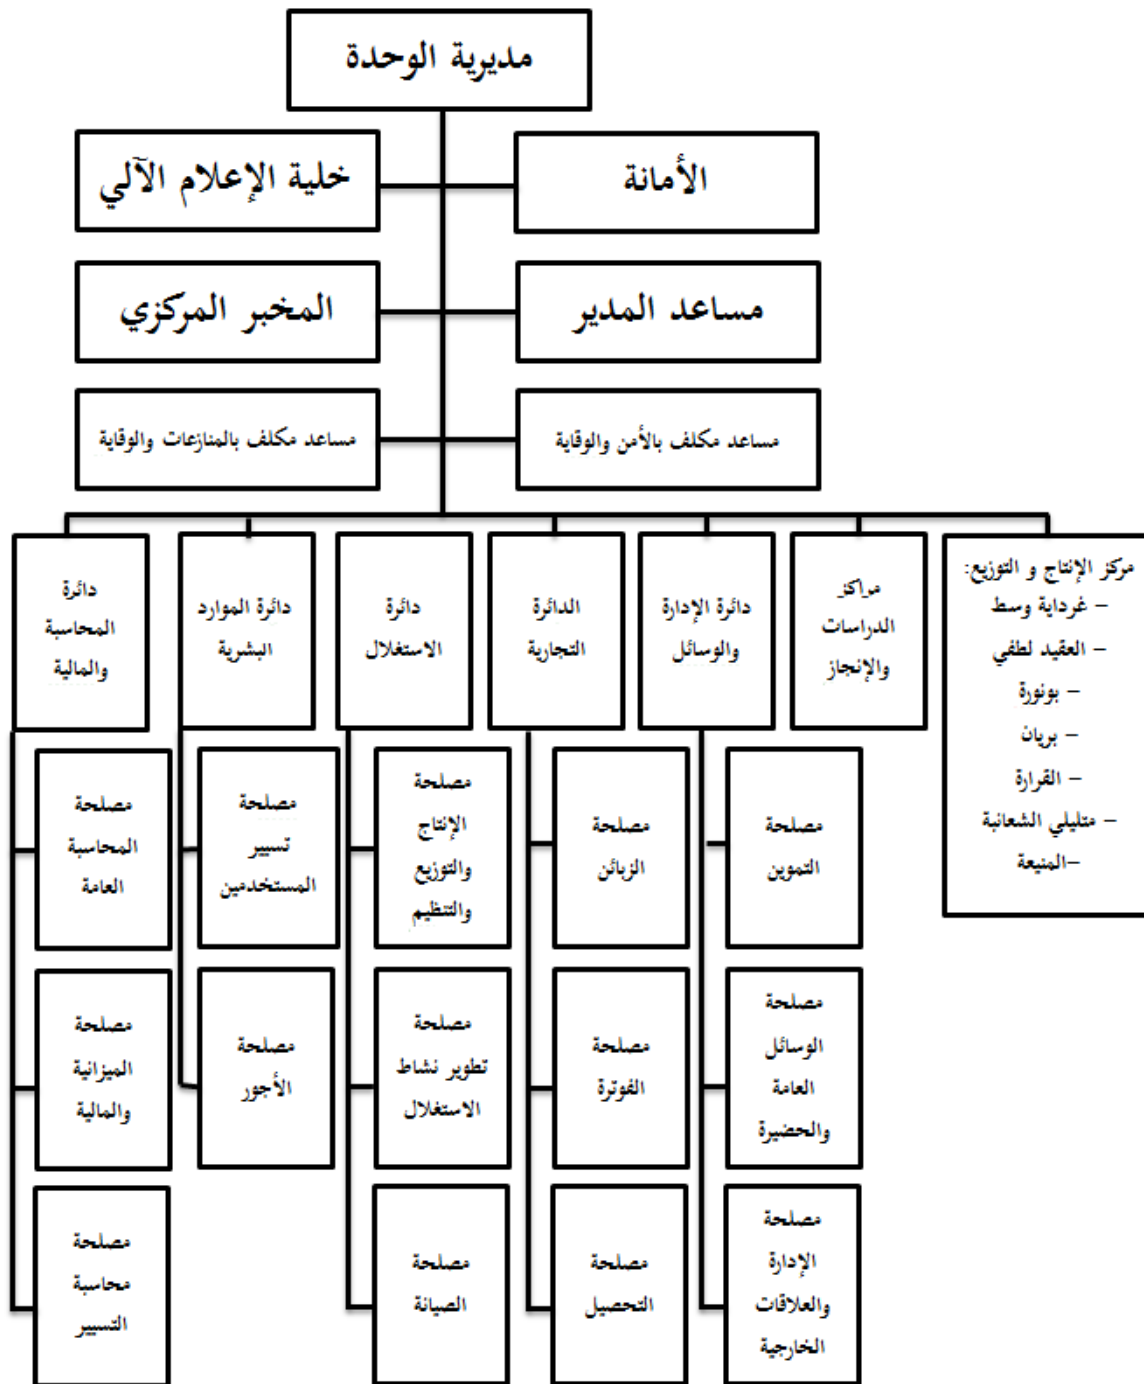 مديرية الوحدة
الأمانة
خلية الإعلام الآلي
مساعد المدير
المخبر المركزي
مساعد مكلف بالأمن والوقاية
مساعد مكلف بالمنازعات والوقاية
مركز الإنتاج و التوزيع:
– غرداية وسط
– العقيد لطفي
– بونورة
– بريان
– القرارة
– متليلي الشعانبة
–المنيعة
مراكز
الدراسات
والإنجاز
دائرة الإدارة
والوسائل
الدائرة
التجارية
دائرة
الاستغلال
دائرة الموارد
البشرية
دائرة
المحاسبة
والمالية
مصلحة
التموين
مصلحة
الزبائن
مصلحة
الإنتاج
والتوزيع
والتنظيم
مصلحة
تسيير
المستخدمين
مصلحة
المحاسبة
العامة
مصلحة
الوسائل
العامة
والحضيرة
مصلحة
الفوترة
مصلحة
تطوير نشاط
الاستغلال
مصلحة
الأجور
مصلحة
الميزانية
والمالية
مصلحة
الإدارة
والعلاقات
الخارجية
مصلحة
التحصيل
مصلحة
الصيانة
مصلحة
محاسبة
التسيير